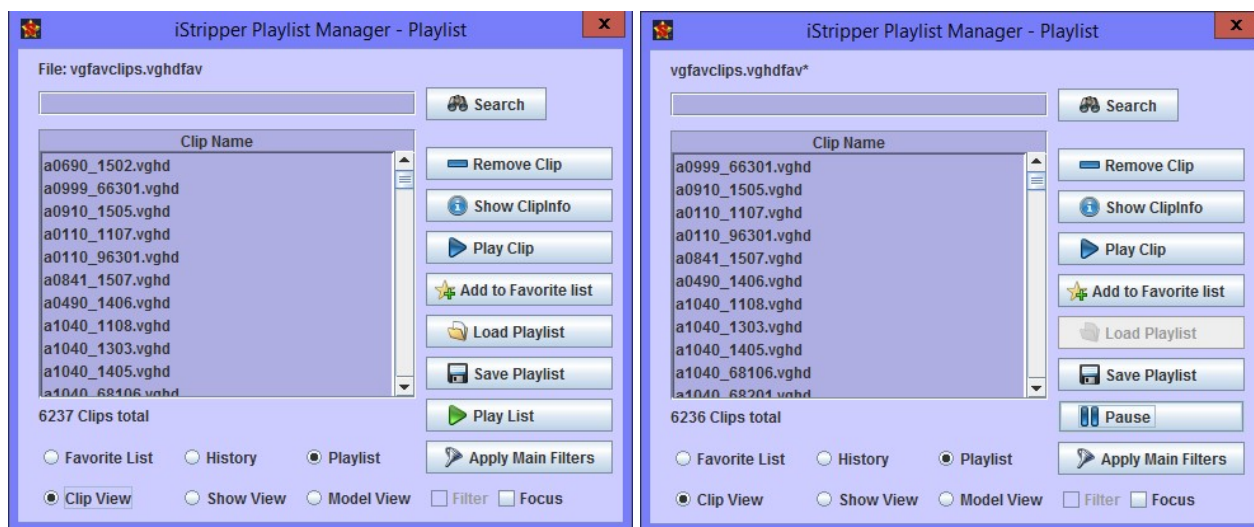 iStripper Playlist Manager - Playlist
x
File: vgfavclips.vghdfav
Search
Clip Name
a0690_1502.vghd
a0999_66301.vghd
a0910_1505.vghd
a0110_1107.vghd
a0110_96301.vghd
a0841_1507.vghd
a0490_1406.vghd
a1040_1108.vghd
a1040_1303.vghd
a1040_1405.vghd
a1040_68106.vghd
6237 Clips total
Remove Clip
Show ClipInfo
Play Clip
Add to Favorite list
Load Playlist
Save Playlist
Play List
Apply Main Filters
Favorite List History Playlist
Clip View Show View Model View Filter Focus
iStripper Playlist Manager - Playlist
x
vgfavclips.vghdfav*
Search
Clip Name
a0999_66301.vghd
a0910_1505.vghd
a0110_1107.vghd
a0110_96301.vghd
a0841_1507.vghd
a0490_1406.vghd
a1040_1108.vghd
a1040_1303.vghd
a1040_1405.vghd
a1040_68106.vghd
a1040_68201.vghd
6236 Clips total
Remove Clip
Show ClipInfo
Play Clip
Add to Favorite list
Load Playlist
Save Playlist
Pause
Apply Main Filters
Favorite List History Playlist
Clip View Show View Model View Filter Focus